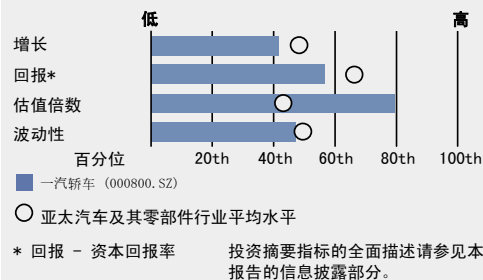 低 高
增长
回报*
估值倍数
波动性
百分位 20th 40th 60th 80th 100th
一汽轿车 (000800.SZ)
亚太汽车及其零部件行业平均水平
* 回报 - 资本回报率 投资摘要指标的全面描述请参见本
报告的信息披露部分。